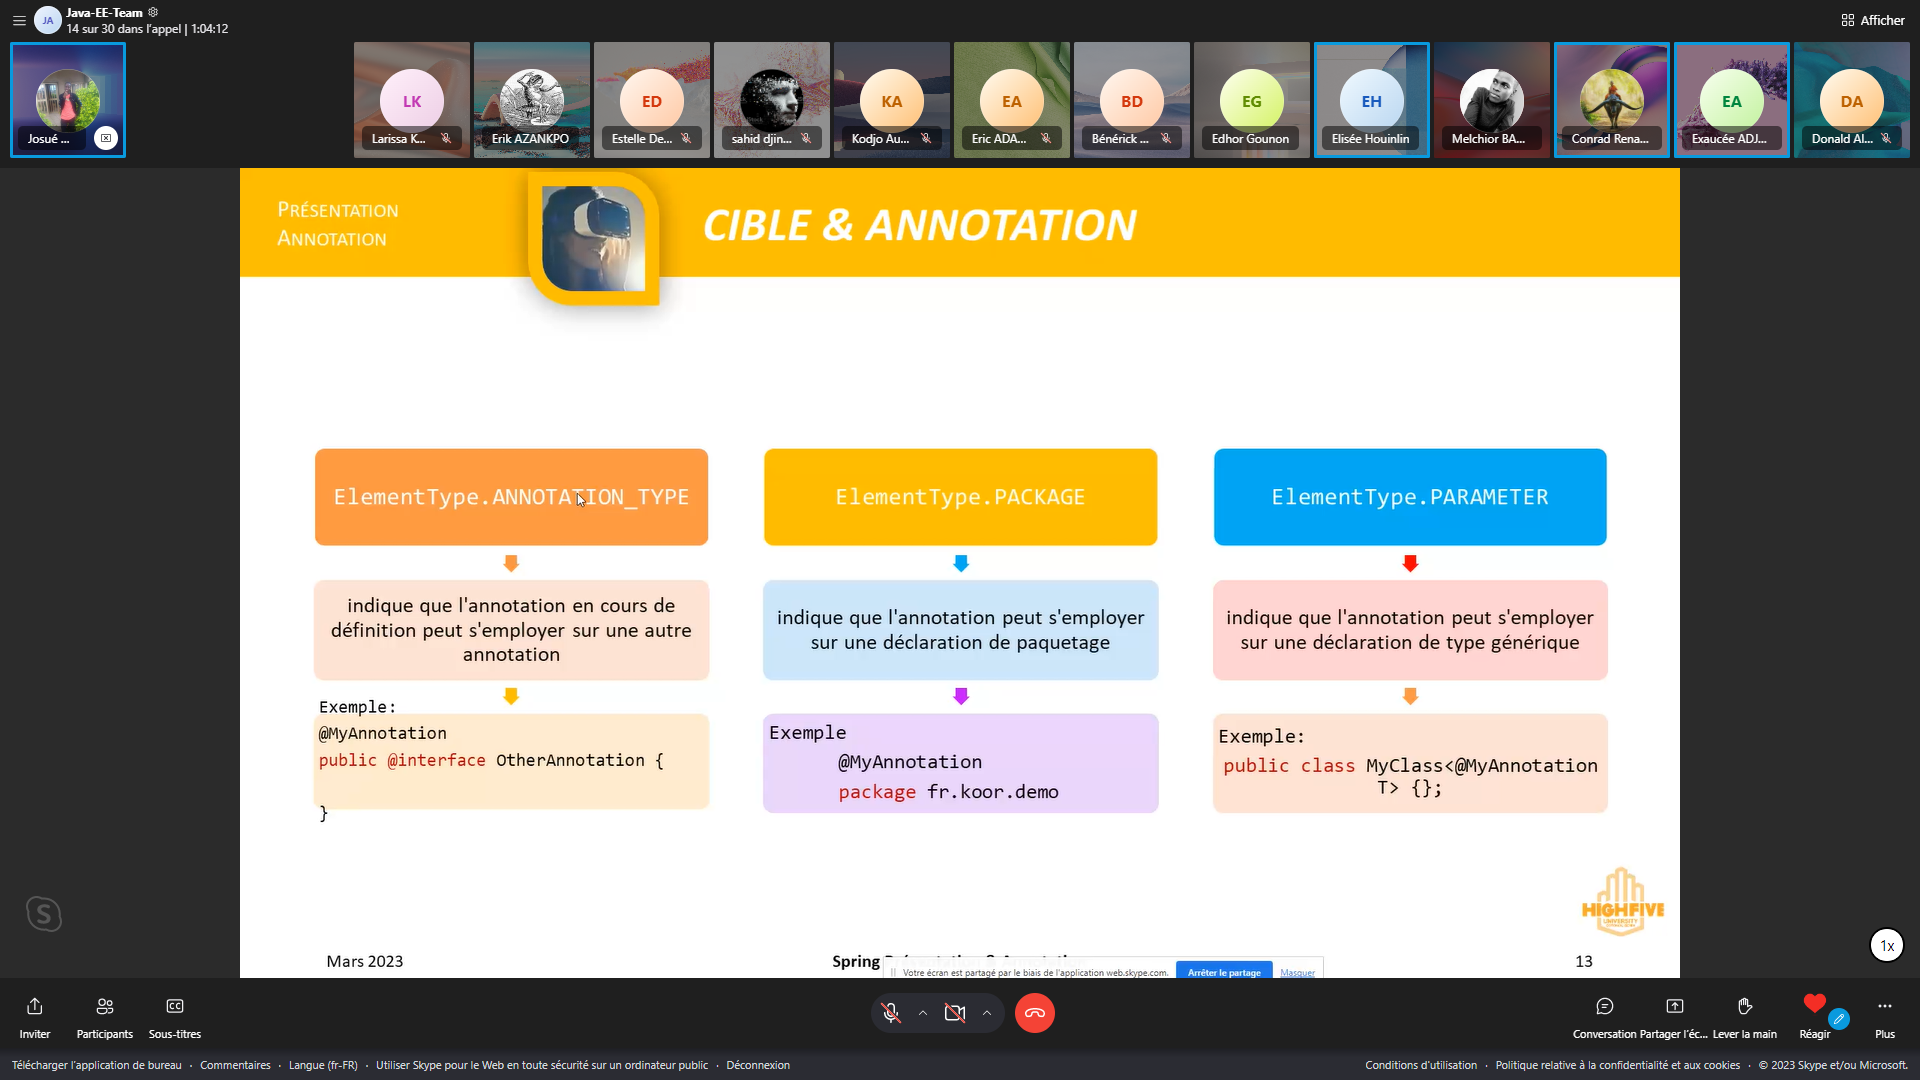 Java-EE-Team
14 sur 30 dans l'appel | 1:04:12
JA
Afficher
Josué ...
LK
Larissa K...
Erik AZANKPO
ED
Estelle De...
sahid djin...
KA
Kodjo Au...
EA
Eric ADA...
BD
Bénérick ...
EG
Edhor Gounon
EH
Elisée Houinlin
Melchior BA...
Conrad Rena...
EA
Exaucée ADJ...
DA
Donald Al...
PRÉSENTATION
ANNOTATION
CIBLE & ANNOTATION
ElementType.ANNOTATION_TYPE
indique que l'annotation en cours de
définition peut s'employer sur une autre
annotation
Exemple:
@MyAnnotation
public @interface OtherAnnotation {
}
ElementType.PACKAGE
indique que l'annotation peut s'employer
sur une déclaration de paquetage
Exemple
@MyAnnotation
package fr.koor.demo
ElementType.PARAMETER
indique que l'annotation peut s'employer
sur une déclaration de type générique
Exemple:
public class MyClass<@MyAnnotation
T> {};
HIGHFIVE
UNIVERSITY
Mars 2023
Spring
13
Votre écran est partagé par le biais de l'application web.skype.com.
Arrêter le partage
Masquer
1x
Inviter
Participants
Sous-titres
Conversation
Partager l'éc...
Lever la main
Réagir
Plus
Télécharger l'application de bureau · Commentaires · Langue (fr-FR) · Utiliser Skype pour le Web en toute sécurité sur un ordinateur public · Déconnexion
Conditions d'utilisation · Politique relative à la confidentialité et aux cookies · © 2023 Skype et/ou Microsoft.